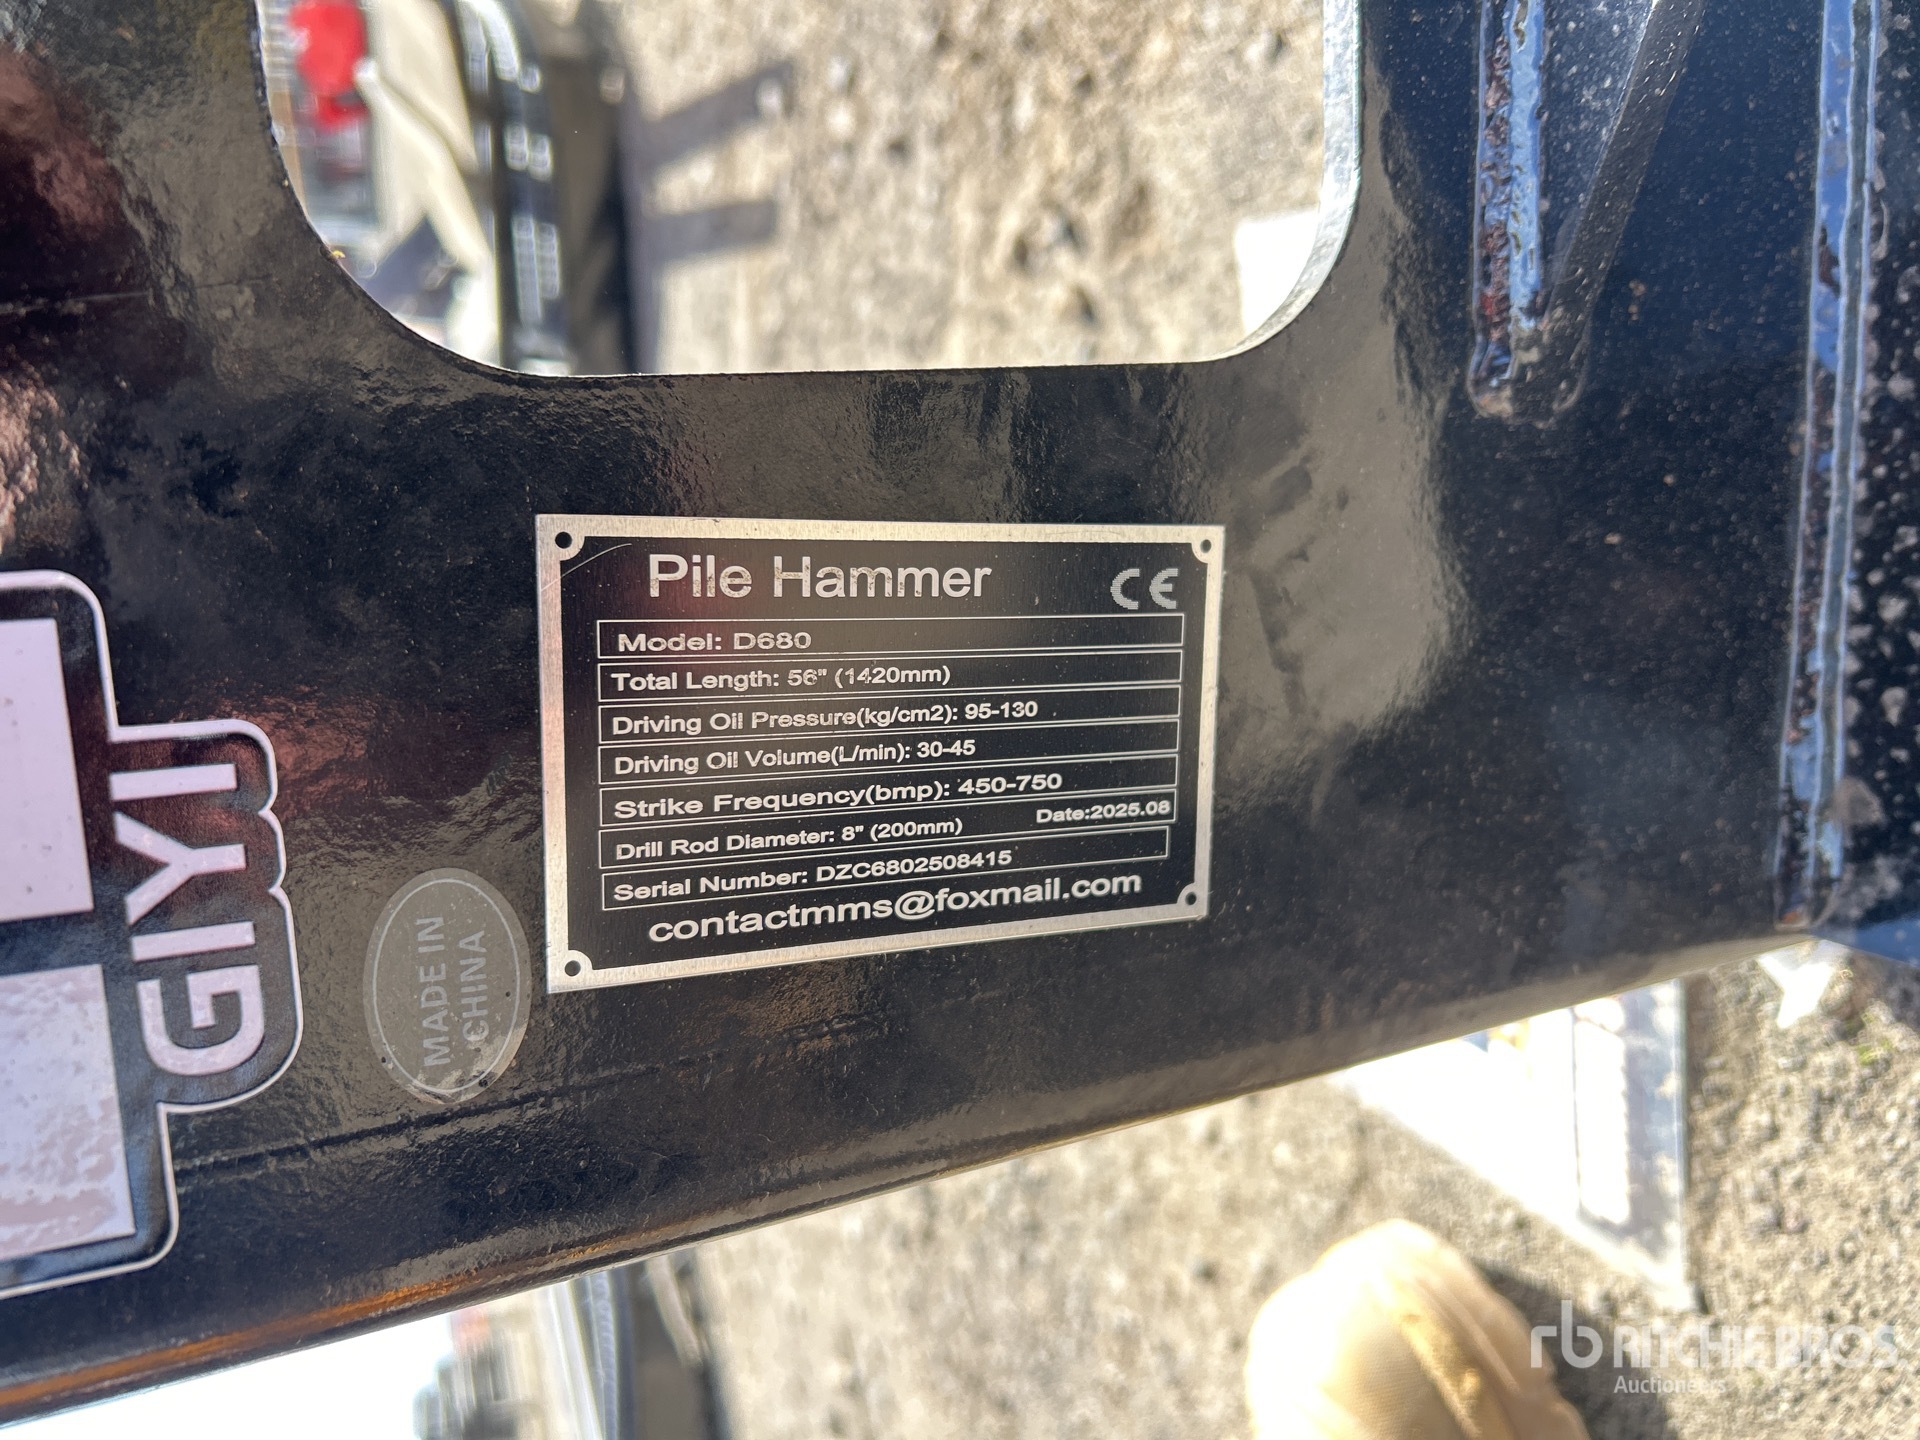 Pile Hammer
CE
Model: D680
Total Length: 56" (1420mm)
Driving Oil Pressure(kg/cm2): 95-130
Driving Oil Volume(L/min): 30-45
Strike Frequency(bmp): 450-750
Drill Rod Diameter: 8" (200mm) Date:2025.08
Serial Number: DZC6802508415
contactmms@foxmail.com
GIYI
MADE IN
CHINA
rb RITCHIE BROS
Auctioneers